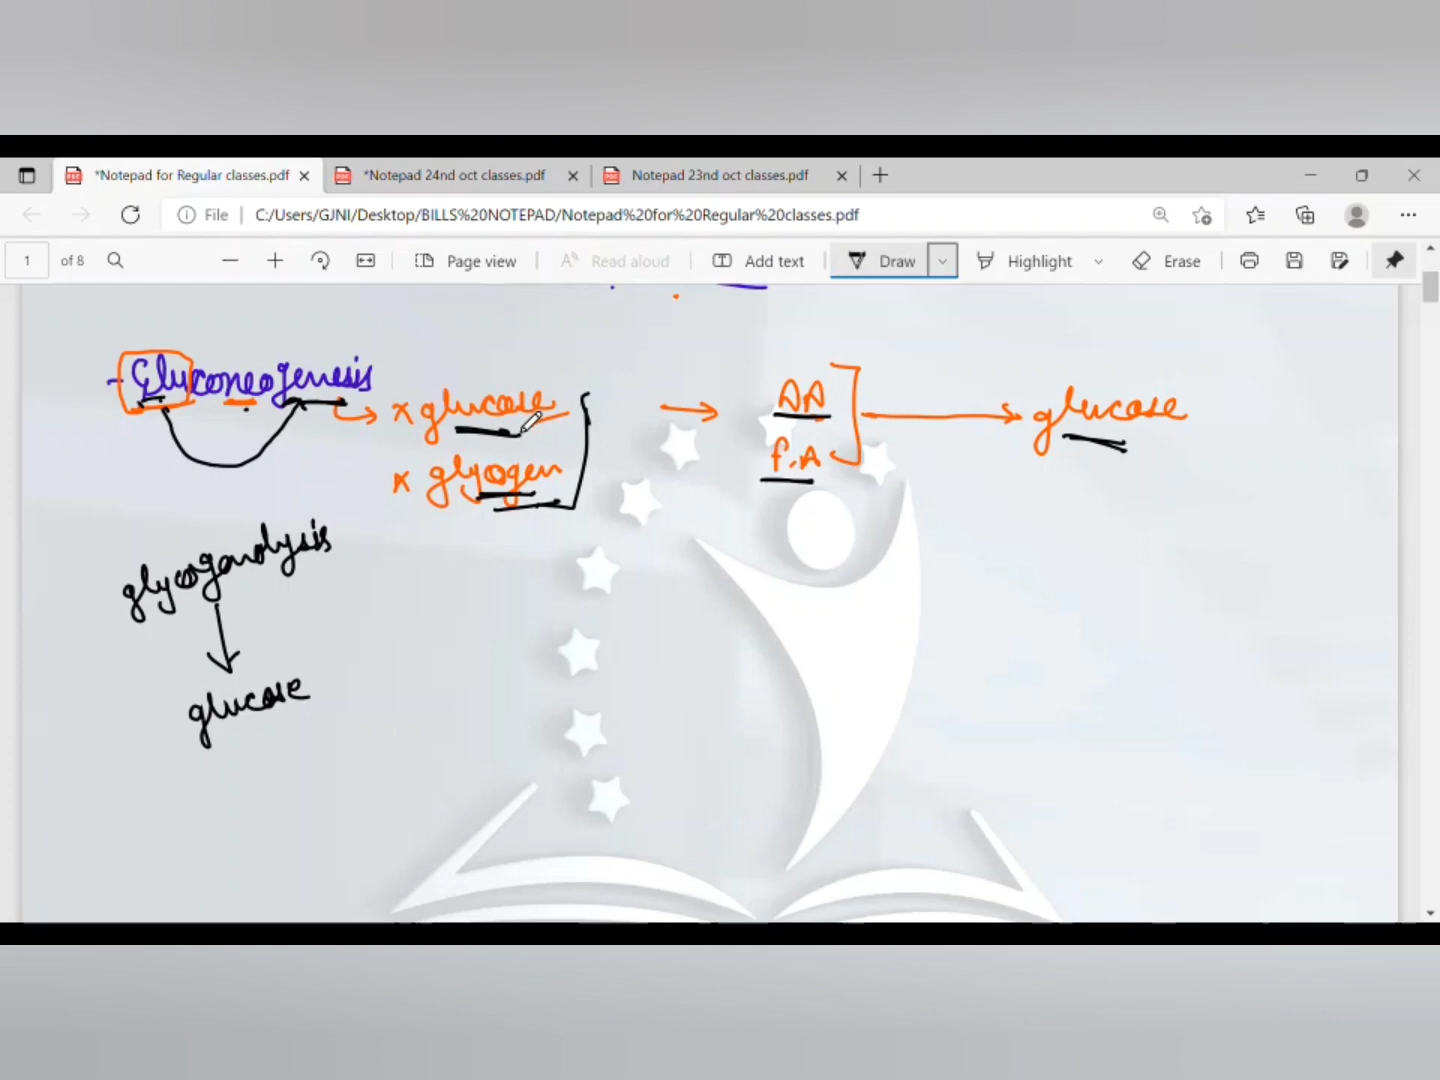 *Notepad for Regular classes.pdf
*Notepad 24nd oct classes.pdf
Notepad 23nd oct classes.pdf
File C:/Users/GJNI/Desktop/BILLS%20NOTEPAD/Notepad%20for%20Regular%20classes.pdf
1 of 8 Page view Read aloud Add text Draw Highlight Erase
- Gluconeogenesis
x glucose
x glyogen
AA
f.A
glucose
glycogenolysis
glucose